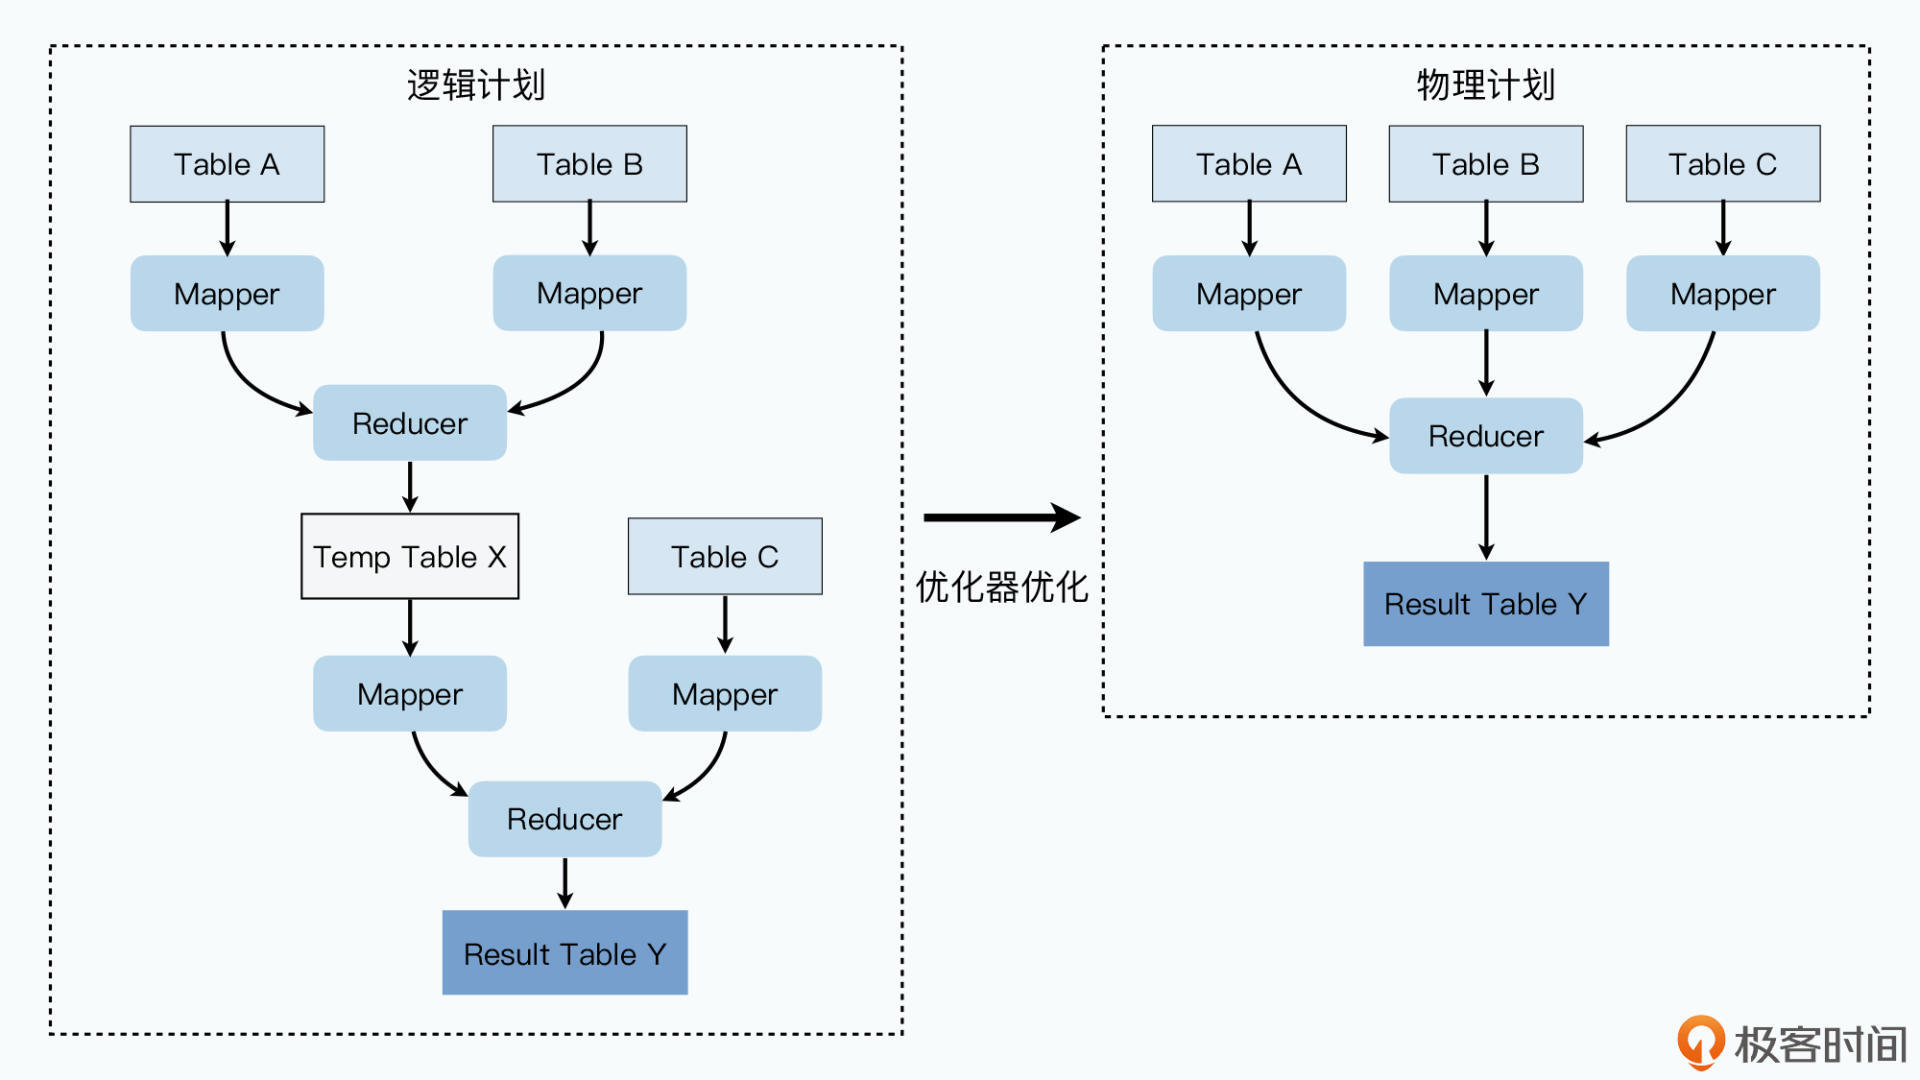 逻辑计划
Table A
Table B
Mapper
Mapper
Reducer
Temp Table X
Table C
Mapper
Mapper
Reducer
Result Table Y
优化器优化
物理计划
Table A
Table B
Table C
Mapper
Mapper
Mapper
Reducer
Result Table Y
极客时间